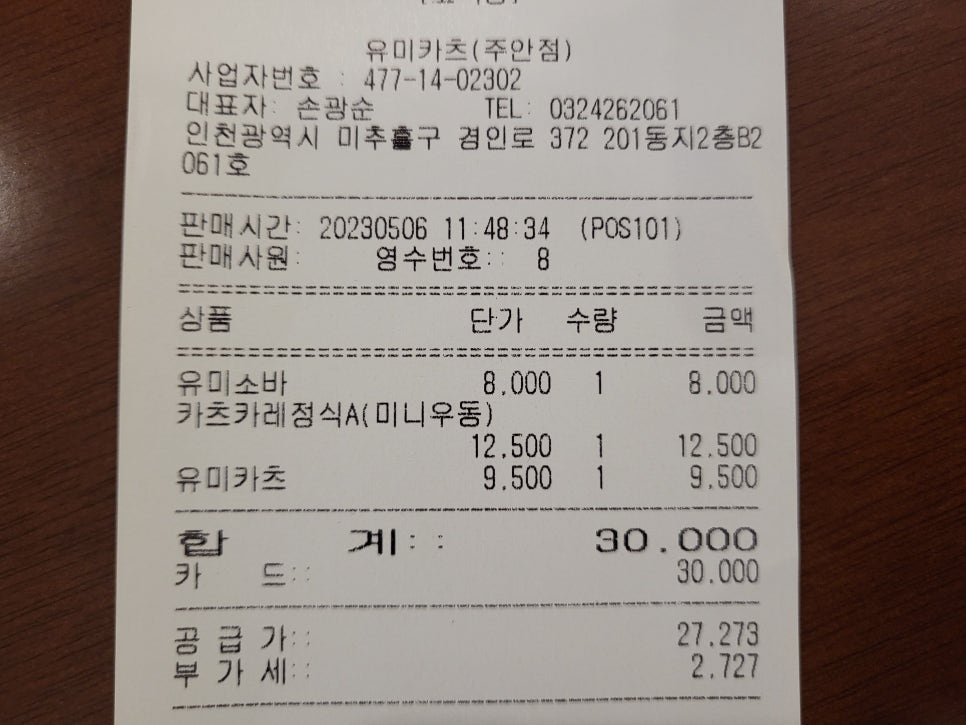 유미카츠(주안점)
사업자번호 : 477-14-02302
대표자: 손광순 TEL: 0324262061
인천광역시 미추홀구 경인로 372 201동지2층B2
061호
판매시간: 20230506 11:48:34 (POS101)
판매사원: 영수번호:: 8
상품 단가 수량 금액
유미소바 8,000 1 8,000
카츠카레정식A(미니우동)
12,500 1 12,500
유미카츠 9,500 1 9,500
합 계:: 30,000
카 드:: 30,000
공 급 가:: 27,273
부 가 세:: 2,727